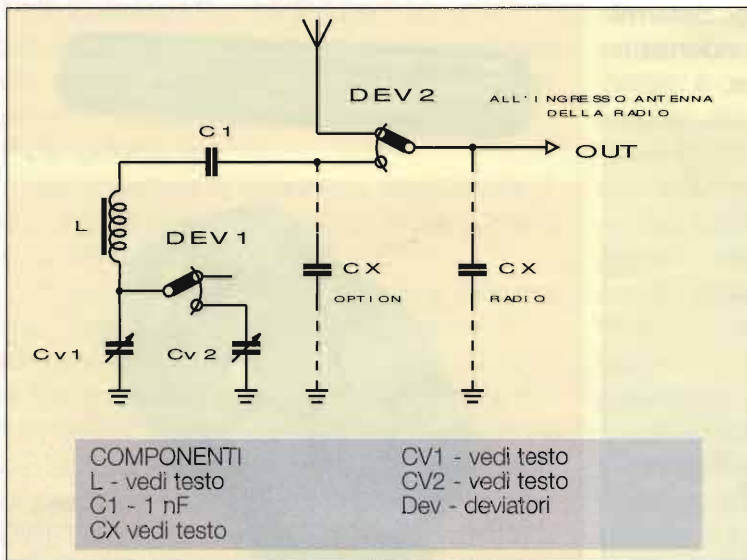 DEV2
ALL'INGRESSO ANTENNA
DELLA RADIO
OUT
C1
L
DEV1
CX
OPTION
CX
RADIO
Cv1
Cv2
COMPONENTI
L - vedi testo
C1 - 1 nF
CX vedi testo
CV1 - vedi testo
CV2 - vedi testo
Dev - deviatori